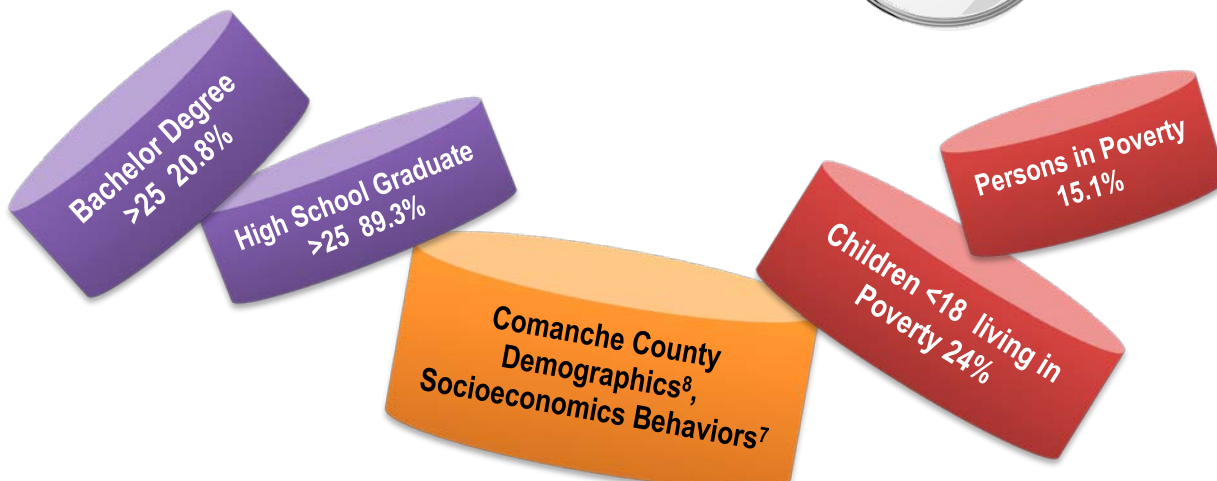 Bachelor Degree
>25 20.8%
High School Graduate
>25 89.3%
Comanche County
Demographics⁸,
Socioeconomics Behaviors⁷
Children <18 living in
Poverty 24%
Persons in Poverty
15.1%